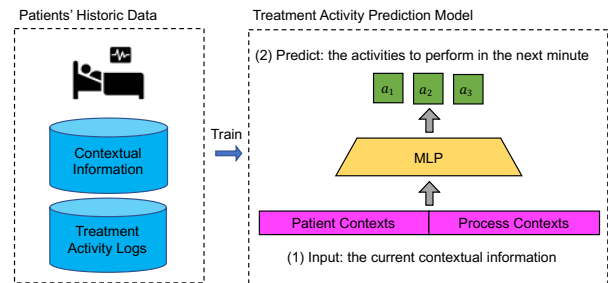 Patients' Historic Data
Contextual
Information
Treatment
Activity Logs
Train
Treatment Activity Prediction Model
(2) Predict: the activities to perform in the next minute
a1 a2 a3
MLP
Patient Contexts Process Contexts
(1) Input: the current contextual information